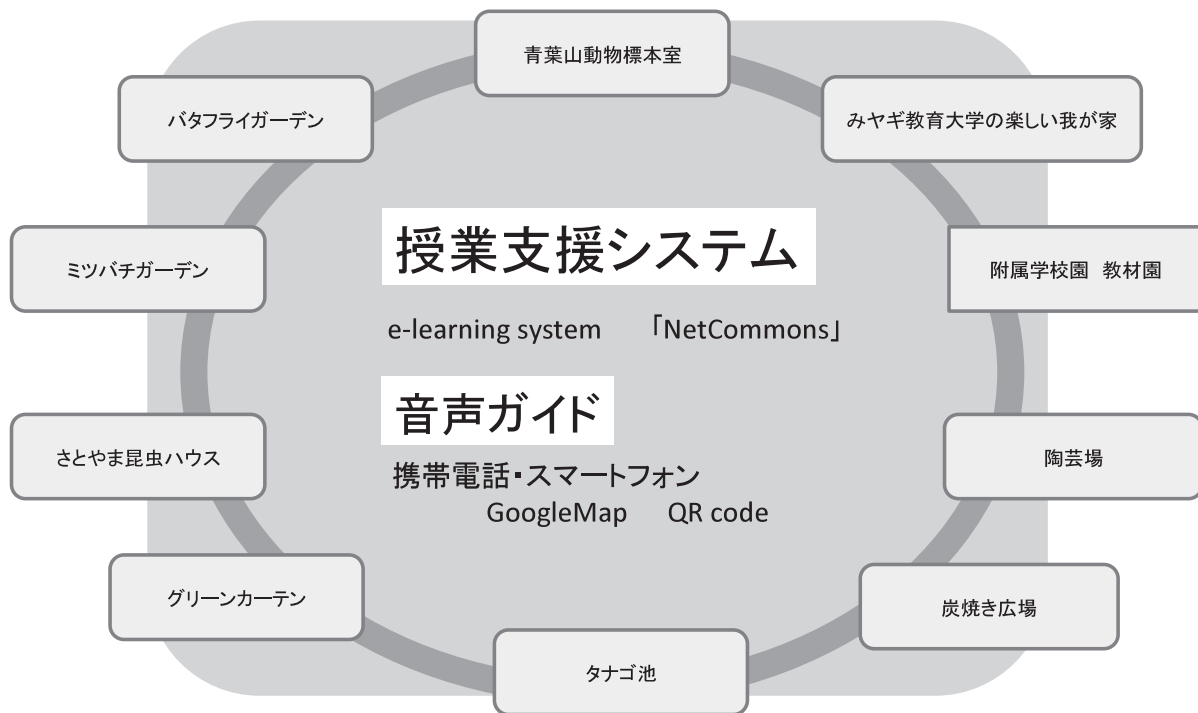 青葉山動物標本室
バタフライガーデン
みヤギ教育大学の楽しい我が家
授業支援システム
ミツバチガーデン
附属学校園 教材園
e-learning system 「NetCommons」
音声ガイド
さとやま昆虫ハウス
携帯電話・スマートフォン
陶芸場
GoogleMap QR code
グリーンカーテン
炭焼き広場
タナゴ池